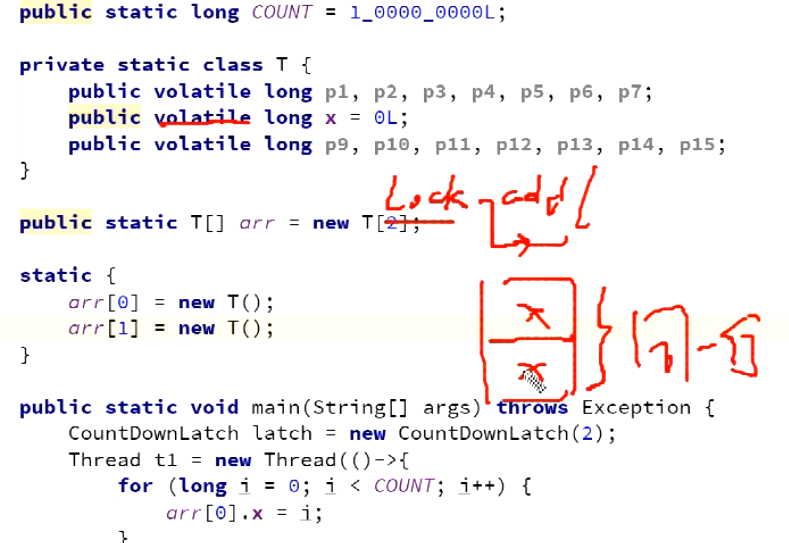 public static long COUNT = 1_0000_0000L;
private static class T {
public volatile long p1, p2, p3, p4, p5, p6, p7;
public volatile long x = 0L;
public volatile long p9, p10, p11, p12, p13, p14, p15;
}
Lock add
public static T[] arr = new T[2];
static {
arr[0] = new T();
x
arr[1] = new T();
}
x
public static void main(String[] args) throws Exception {
CountDownLatch latch = new CountDownLatch(2);
Thread t1 = new Thread(()->{
for (long i = 0; i < COUNT; i++) {
arr[0].x = i;
}